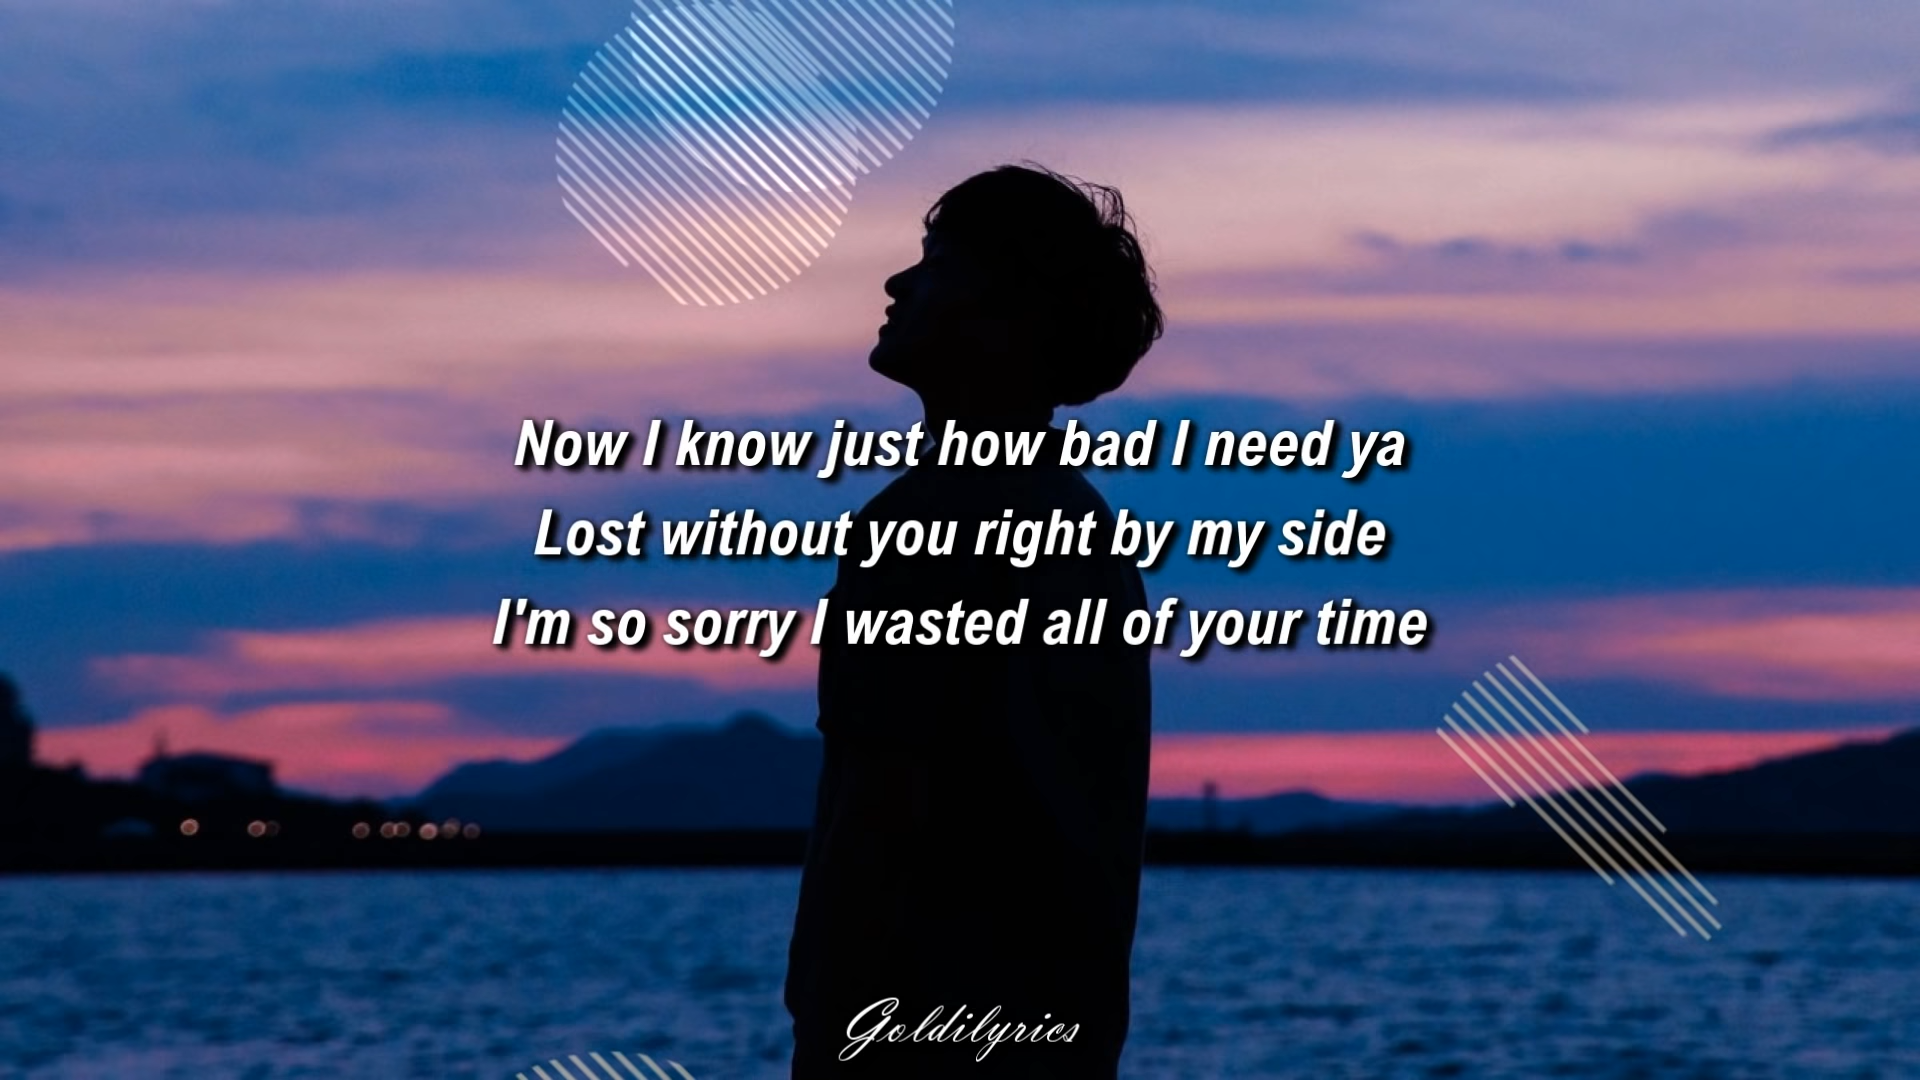 Now I know just how bad I need ya
Lost without you right by my side
I'm so sorry I wasted all of your time
Goldilyrics